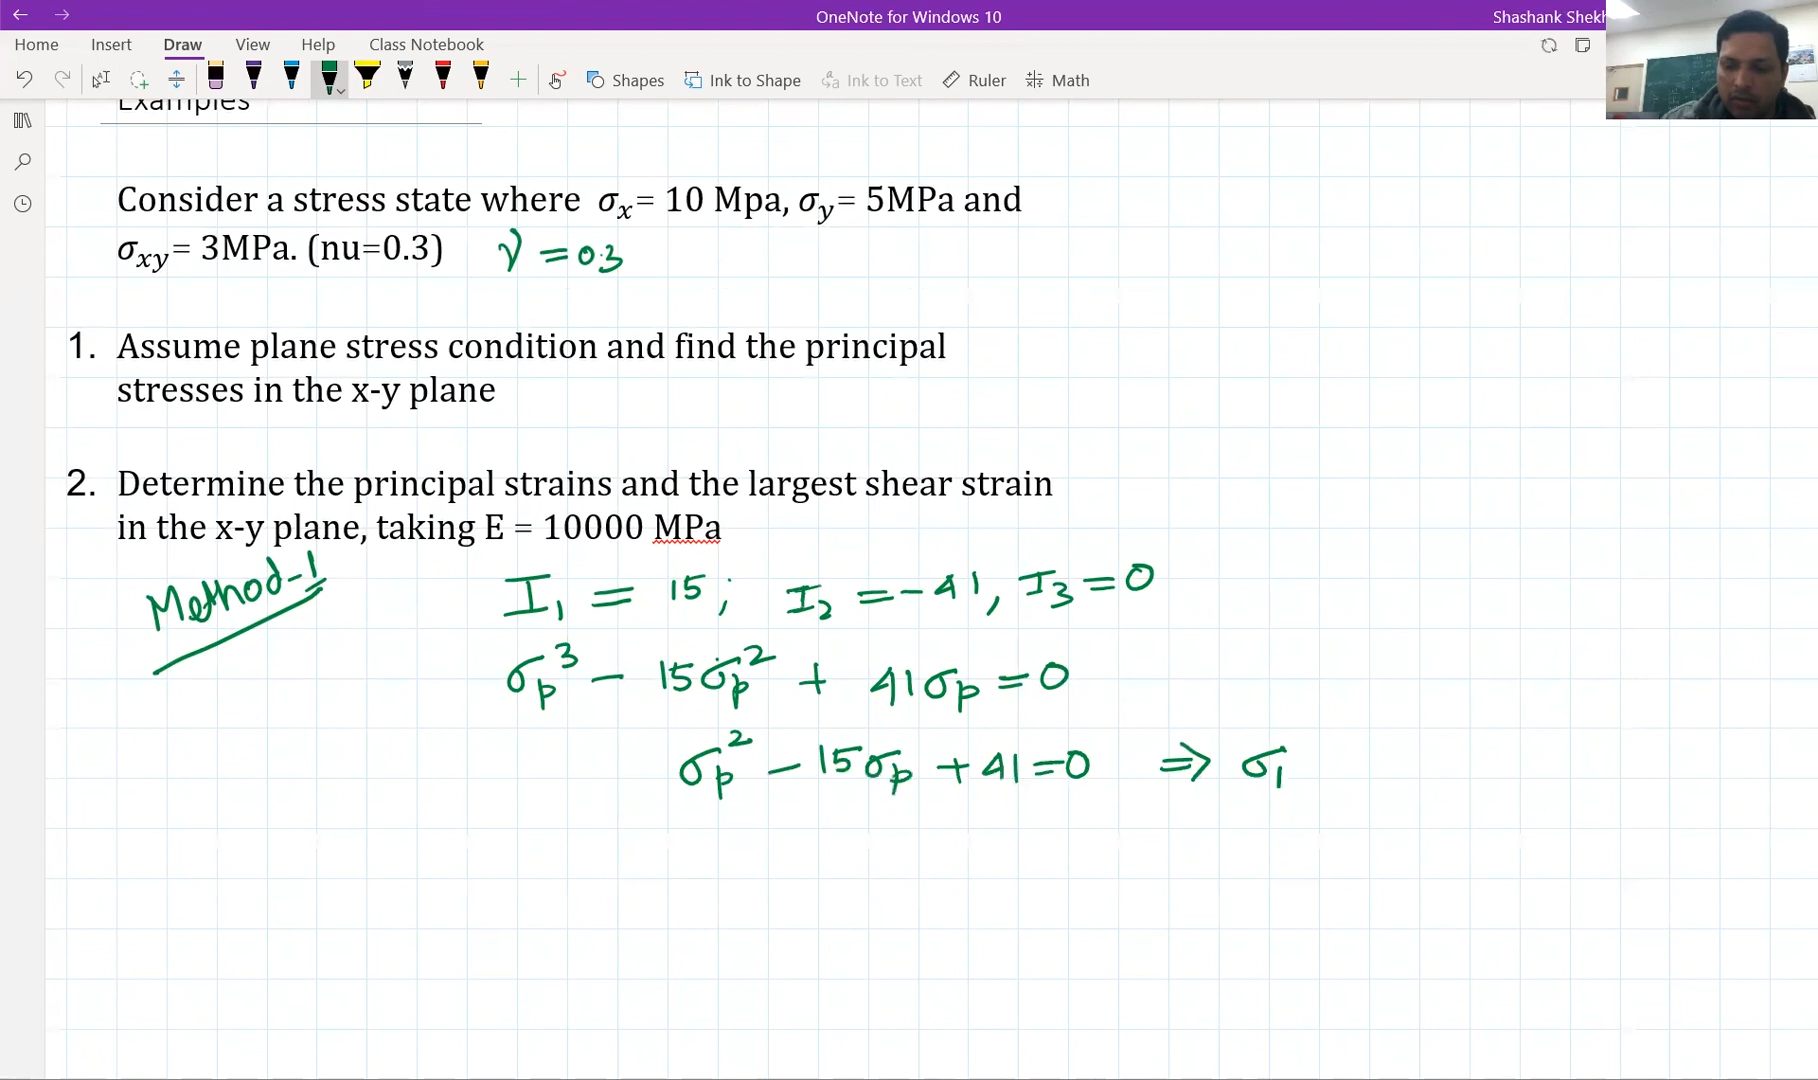 OneNote for Windows 10
Shashank Shekh
Home Insert Draw View Help Class Notebook
Shapes Ink to Shape Ink to Text Ruler Math
Examples
Consider a stress state where σₓ= 10 Mpa, σᵧ= 5MPa and
σₓᵧ= 3MPa. (nu=0.3) ν = 0.3
1. Assume plane stress condition and find the principal
stresses in the x-y plane
2. Determine the principal strains and the largest shear strain
in the x-y plane, taking E = 10000 MPa
Method-1
I₁ = 15; I₂ = -41, I₃ = 0
σₚ³ - 15σₚ² + 41σₚ = 0
σₚ² - 15σₚ + 41 = 0 ⇒ σ₁